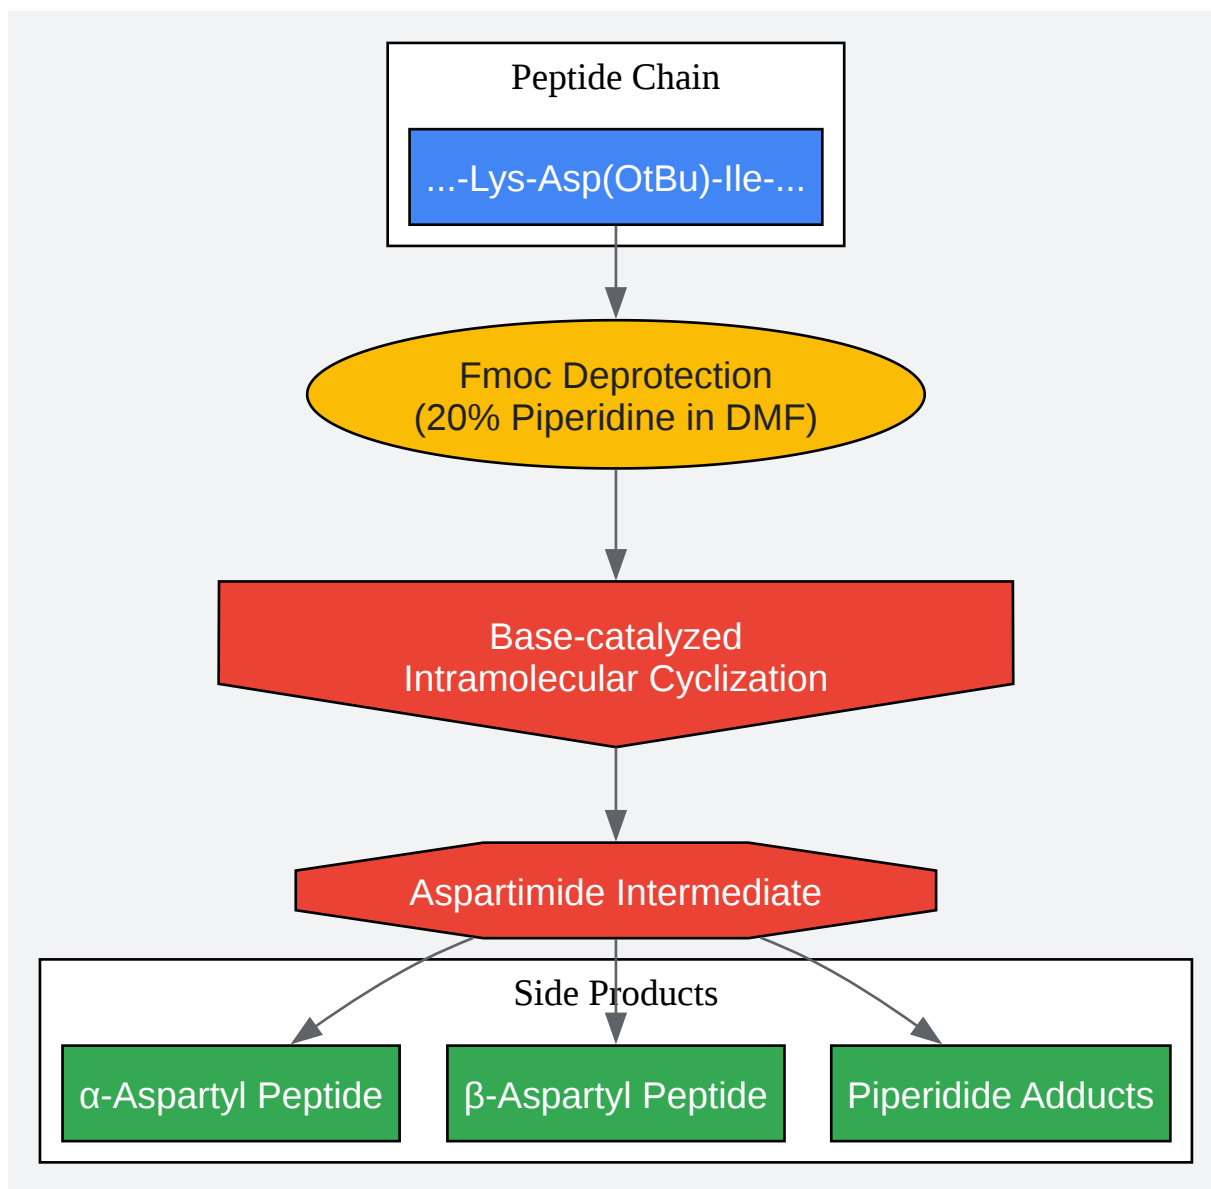 Peptide Chain
...-Lys-Asp(OtBu)-Ile-...
Fmoc Deprotection
(20% Piperidine in DMF)
Base-catalyzed
Intramolecular Cyclization
Aspartimide Intermediate
Side Products
α-Aspartyl Peptide
β-Aspartyl Peptide
Piperidide Adducts